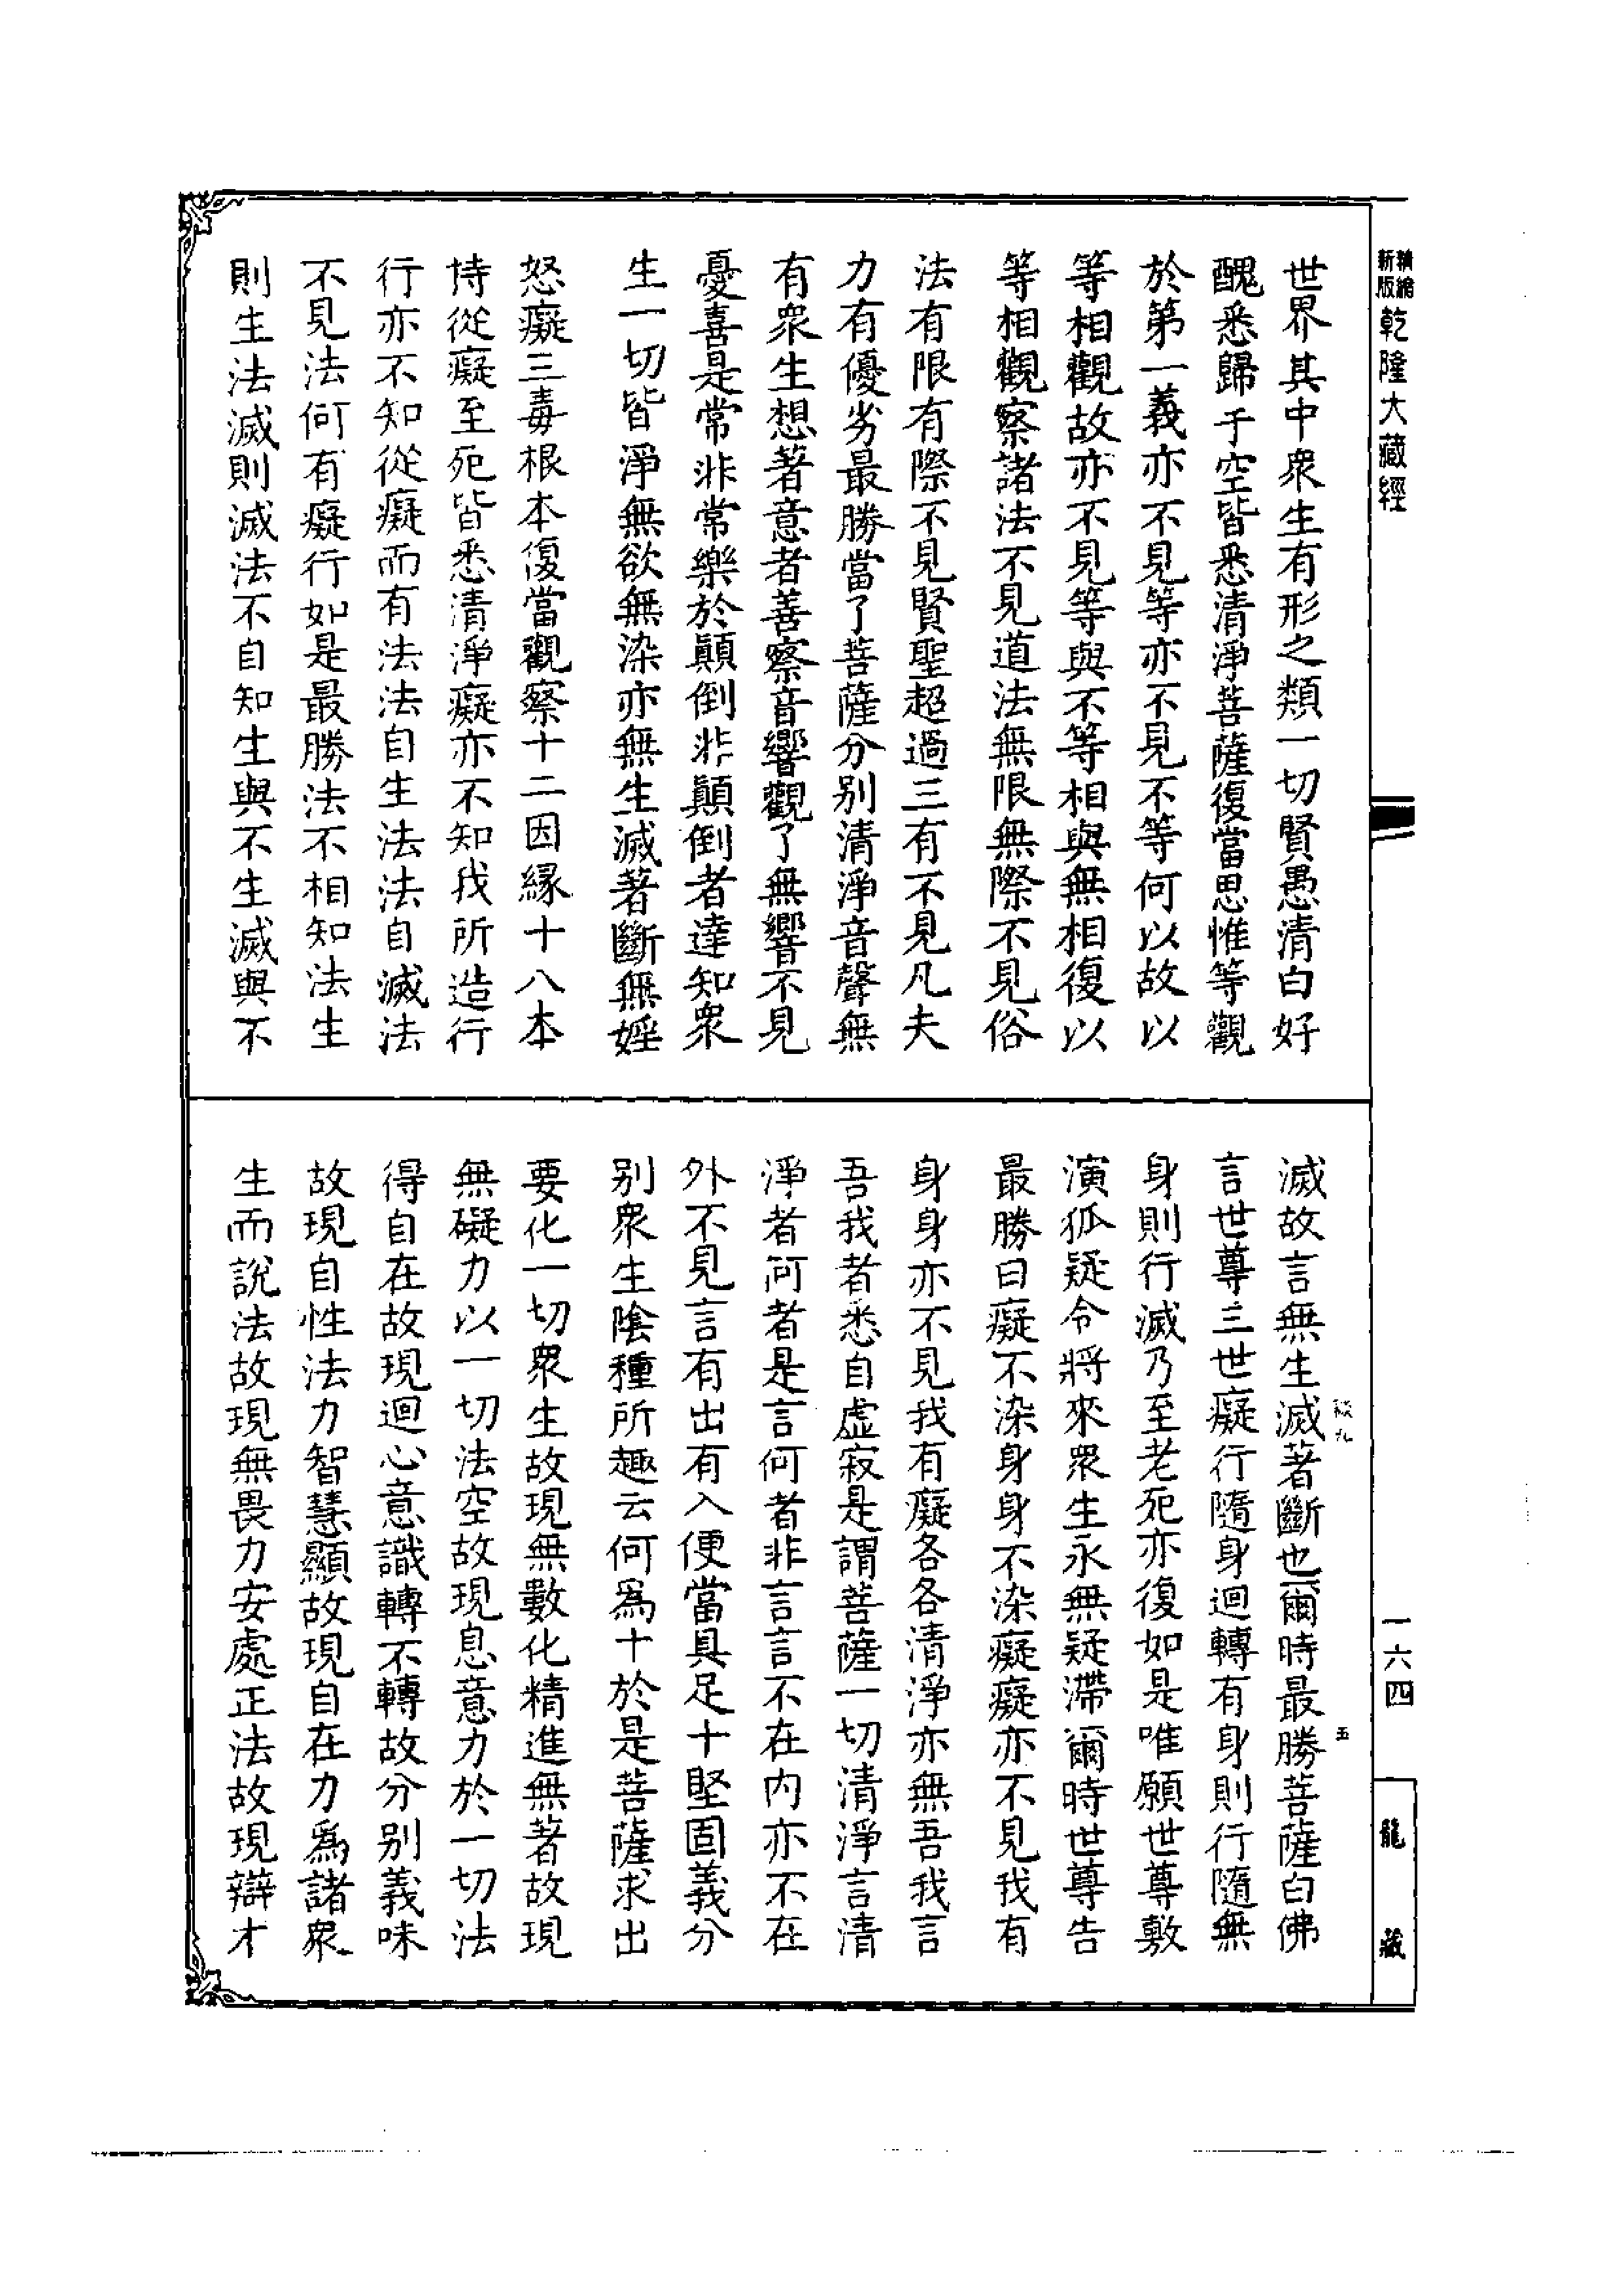 精繪
新版
乾隆大藏經
世界其中衆生有形之類一切賢愚清白好
醜悉歸于空皆悉清淨菩薩復當思惟等觀
於第一義亦不見等亦不見不等何以故以
等相觀故亦不見等與不等相與無相復以
等相觀察諸法不見道法無限無際不見俗
法有限有際不見賢聖超過三有不見凡夫
力有優劣最勝當了菩薩分別清淨音聲無
有衆生想著意者善察音響觀了無響不見
憂喜是常非常樂於顛倒非顛倒者達知衆
生一切皆淨無欲無染亦無生滅著斷無婬
怒癡三毒根本復當觀察十二因緣十八本
持從癡至死皆悉清淨癡亦不知我所造行
行亦不知從癡而有法法自生法法自滅法
不見法何有癡行如是最勝法不相知法生
則生法滅則滅法不自知生與不生滅與不
滅故言無生滅著斷也爾時最勝菩薩白佛
言世尊三世癡行隨身迴轉有身則行隨無
身則行滅乃至老死亦復如是唯願世尊敷
演狐疑令將來衆生永無疑滯爾時世尊告
最勝曰癡不染身身不染癡癡亦不見我有
身身亦不見我有癡各各清淨亦無吾我言
吾我者悉自虛寂是謂菩薩一切清淨言清
淨者何者是言何者非言言不在内亦不在
外不見言有出有入便當具足十堅固義分
別衆生陰種所趣云何爲十於是菩薩求出
要化一切衆生故現無數化精進無著故現
無礙力以一切法空故現息意力於一切法
得自在故現迴心意識轉不轉故分別義味
故現自性法力智慧顯故現自在力爲諸衆
生而說法故現無畏力安處正法故現辯才
五
一六四
龍藏